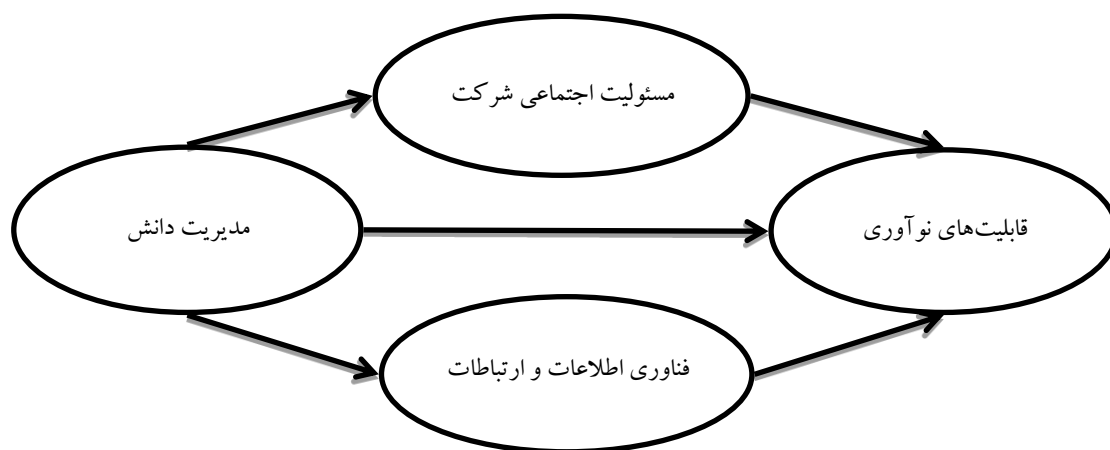 مسئولیت اجتماعی شرکت
قابلیت‌های نوآوری
مدیریت دانش
فناوری اطلاعات و ارتباطات